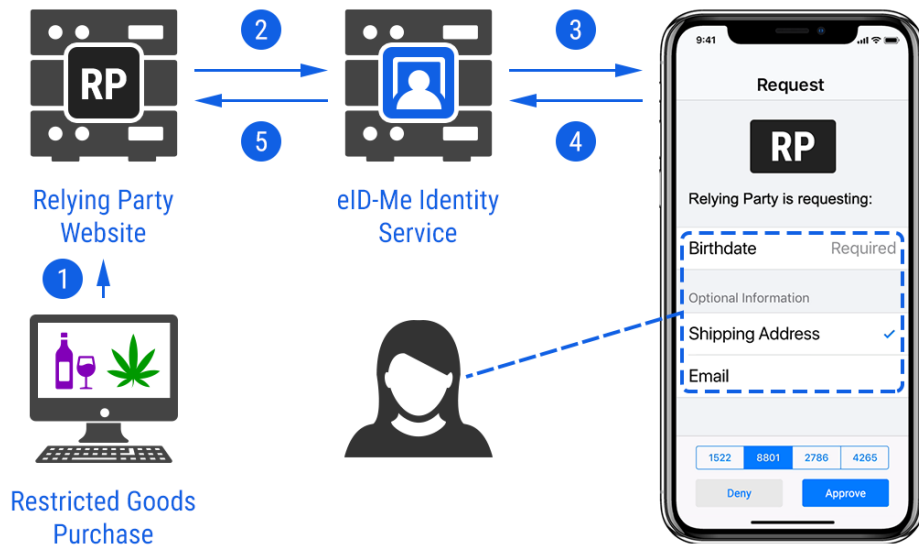 2
3
9:41
RP
Request
5
4
RP
Relying Party
Website
eID-Me Identity
Service
Relying Party is requesting:
Birthdate Required
1
Optional Information
Shipping Address
Email
1522 8801 2786 4265
Deny Approve
Restricted Goods
Purchase